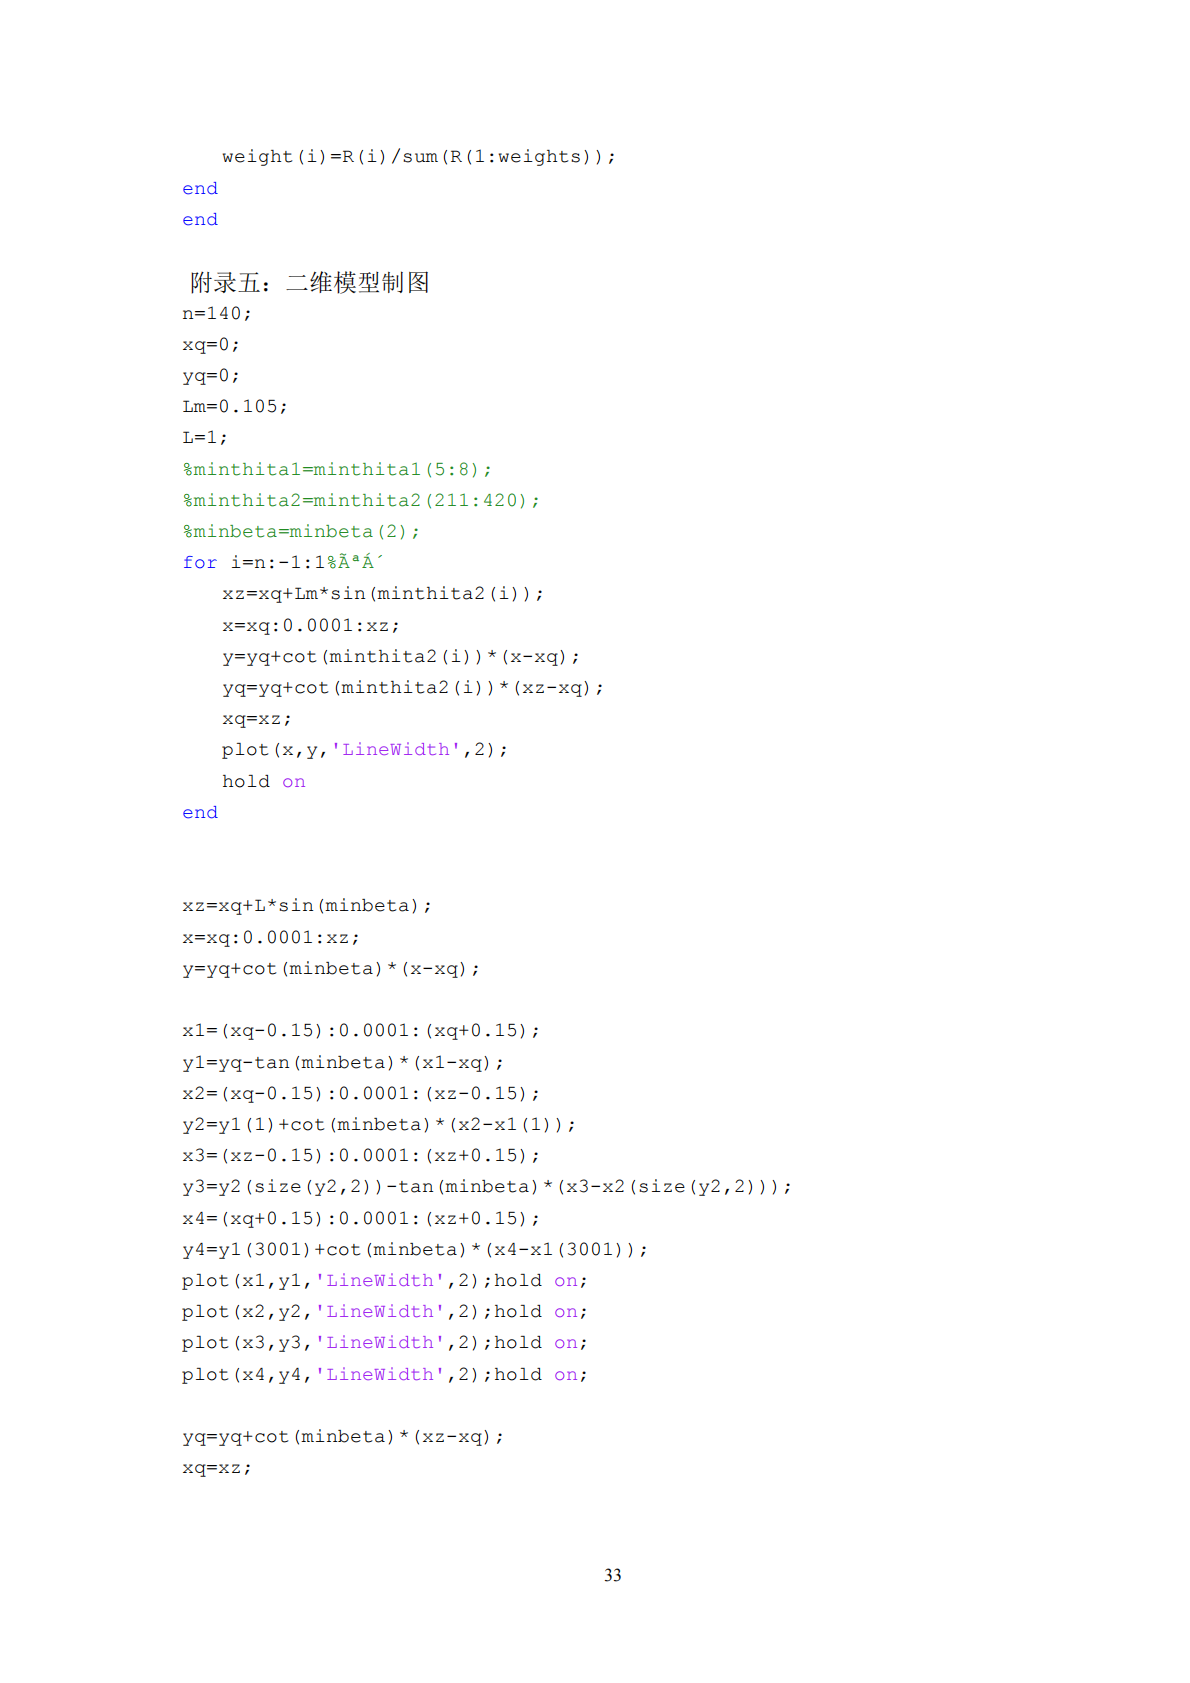 weight(i)=R(i)/sum(R(1:weights));
end
end
附录五：二维模型制图
n=140;
xq=0;
yq=0;
Lm=0.105;
L=1;
%minthita1=minthita1(5:8);
%minthita2=minthita2(211:420);
%minbeta=minbeta(2);
for i=n:-1:1%ÃªÁ´
xz=xq+Lm*sin(minthita2(i));
x=xq:0.0001:xz;
y=yq+cot(minthita2(i))*(x-xq);
yq=yq+cot(minthita2(i))*(xz-xq);
xq=xz;
plot(x,y,'LineWidth',2);
hold on
end
xz=xq+L*sin(minbeta);
x=xq:0.0001:xz;
y=yq+cot(minbeta)*(x-xq);
x1=(xq-0.15):0.0001:(xq+0.15);
y1=yq-tan(minbeta)*(x1-xq);
x2=(xq-0.15):0.0001:(xz-0.15);
y2=y1(1)+cot(minbeta)*(x2-x1(1));
x3=(xz-0.15):0.0001:(xz+0.15);
y3=y2(size(y2,2))-tan(minbeta)*(x3-x2(size(y2,2)));
x4=(xq+0.15):0.0001:(xz+0.15);
y4=y1(3001)+cot(minbeta)*(x4-x1(3001));
plot(x1,y1,'LineWidth',2);hold on;
plot(x2,y2,'LineWidth',2);hold on;
plot(x3,y3,'LineWidth',2);hold on;
plot(x4,y4,'LineWidth',2);hold on;
yq=yq+cot(minbeta)*(xz-xq);
xq=xz;
33